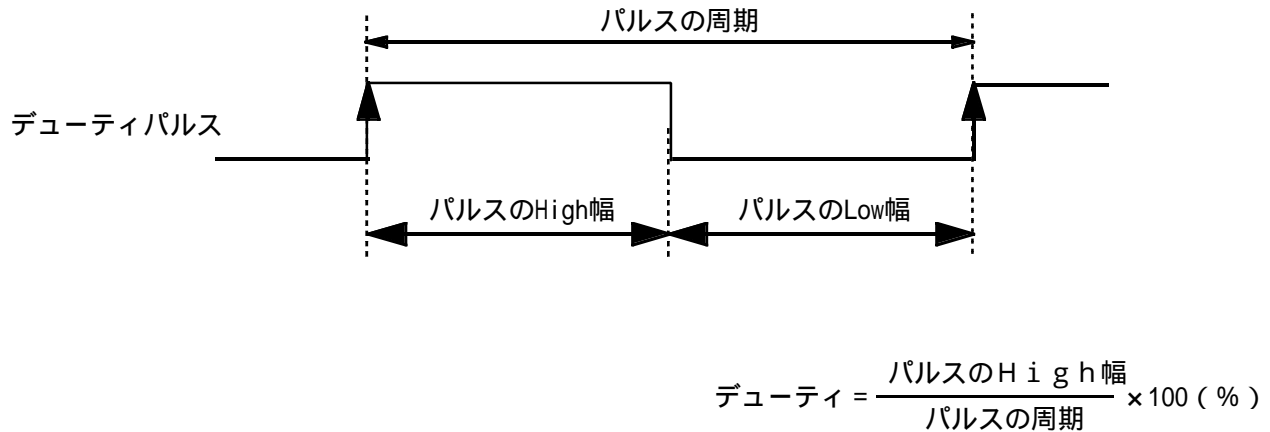 パルスの周期
デューティパルス
パルスのHigh幅
パルスのLow幅
パルスのＨｉｇｈ幅
デューティ = ―――――――― ×100（％）
パルスの周期